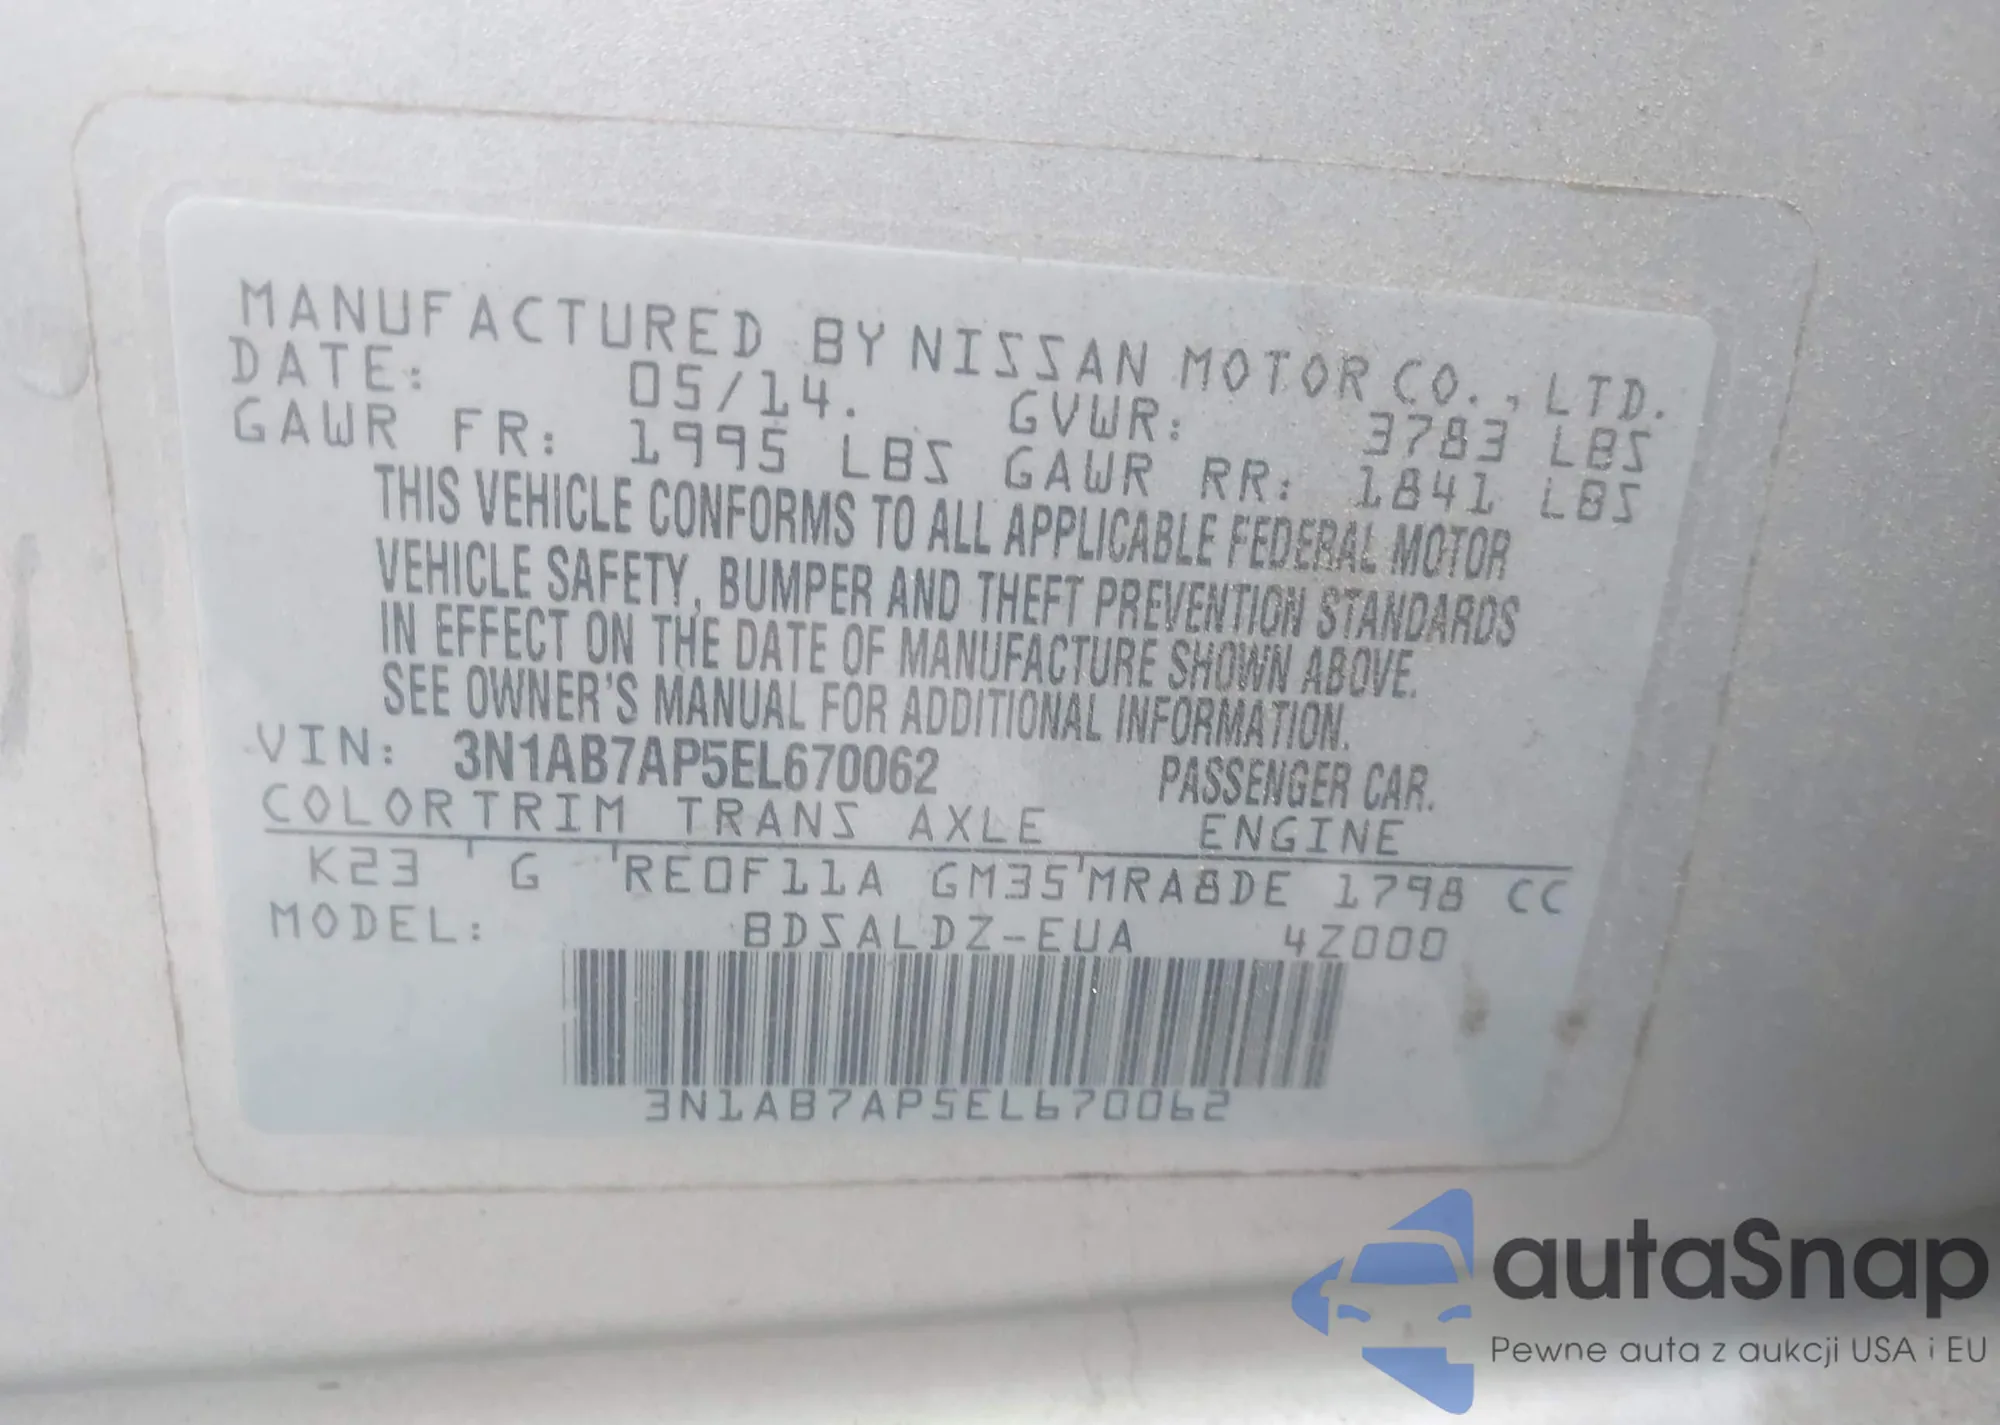 MANUFACTURED BY NISSAN MOTOR CO., LTD.
DATE: 05/14. GVWR: 3783 LBS
GAWR FR: 1995 LBS GAWR RR: 1841 LBS
THIS VEHICLE CONFORMS TO ALL APPLICABLE FEDERAL MOTOR
VEHICLE SAFETY, BUMPER AND THEFT PREVENTION STANDARDS
IN EFFECT ON THE DATE OF MANUFACTURE SHOWN ABOVE.
SEE OWNER'S MANUAL FOR ADDITIONAL INFORMATION.
VIN: 3N1AB7AP5EL670062 PASSENGER CAR.
COLOR TRIM TRANS AXLE ENGINE
K23 G RE0F11A GM35 MRA8DE 1798 CC
MODEL: BDSALDZ-EUA 4Z000
3N1AB7AP5EL670062
autaSnap
Pewne auta z aukcji USA i EU